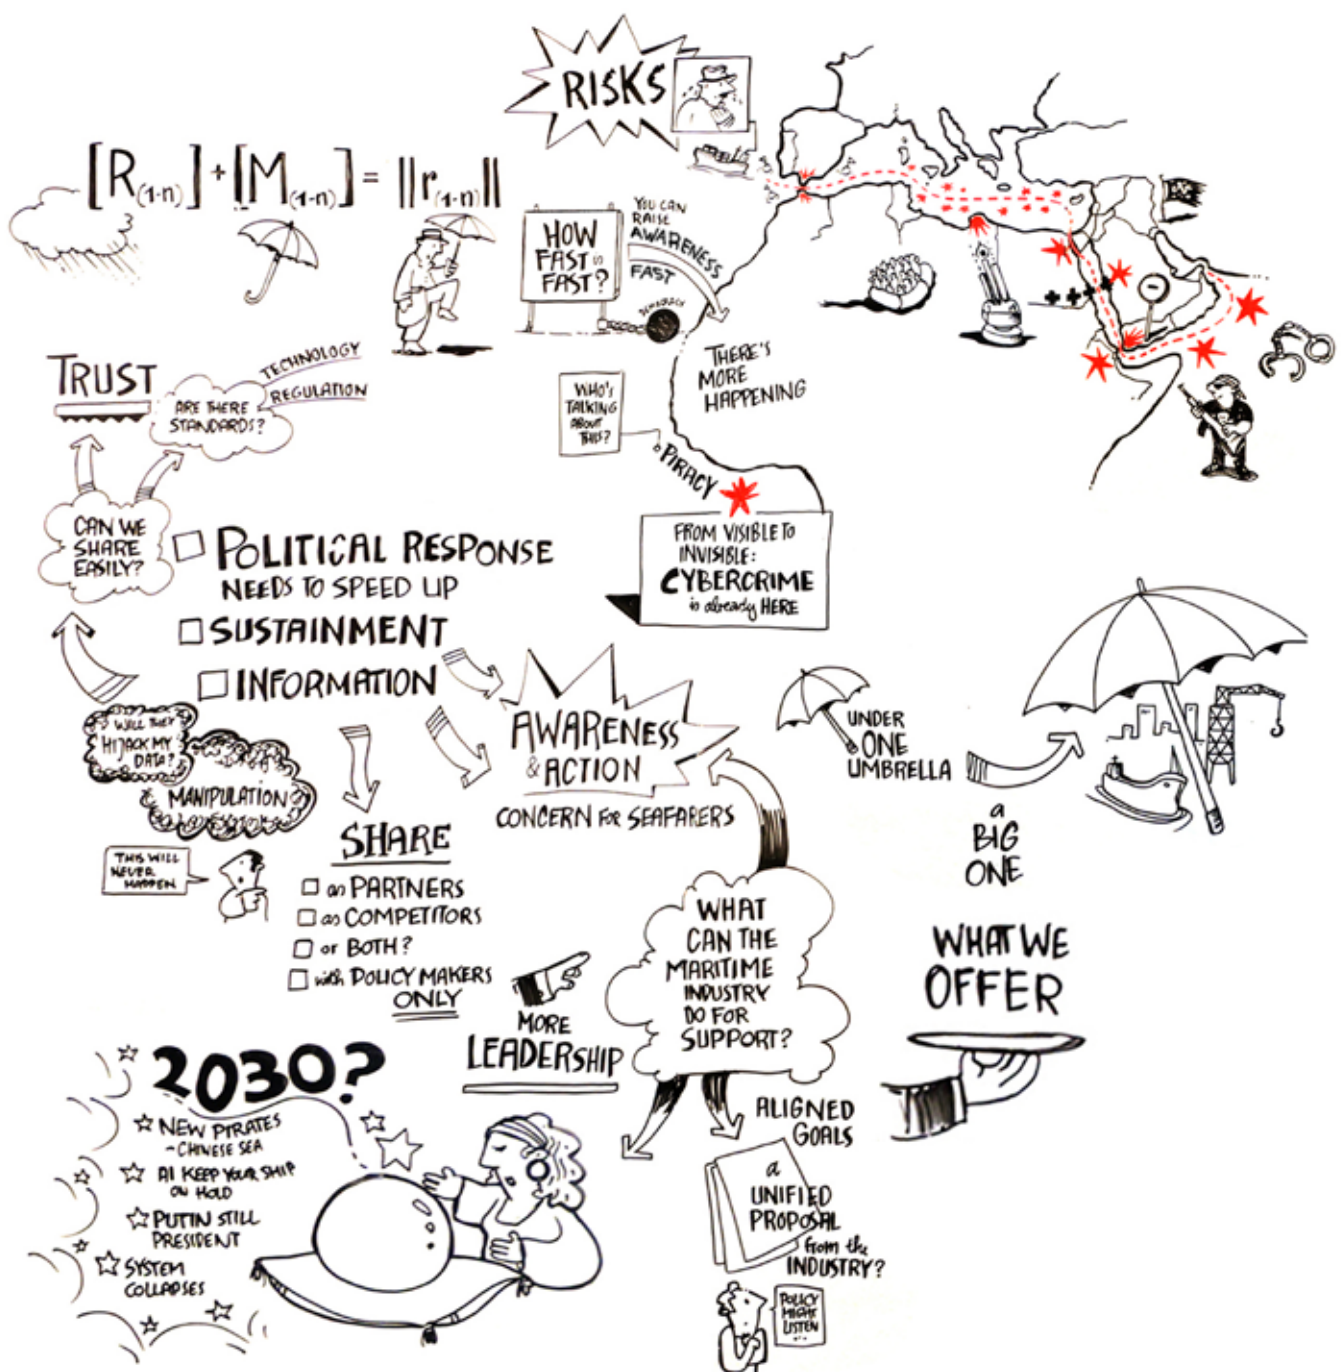 RISKS
[R(1-n)] + [M(1-n)] = ||r(1-n)||
HOW
FAST is
FAST?
YOU CAN
RAISE
AWARENESS
FAST
DEMOCRACY
THERE'S
MORE
HAPPENING
WHO'S
TALKING
ABOUT
THIS?
PIRACY
FROM VISIBLE TO
INVISIBLE:
CYBERCRIME
is already HERE
TRUST
ARE THERE
STANDARDS?
TECHNOLOGY
REGULATION
CAN WE
SHARE
EASILY?
POLITICAL RESPONSE
NEEDS TO SPEED UP
SUSTAINMENT
INFORMATION
WILL THEY
HIJACK MY
DATA?
MANIPULATION
THIS WILL
NEVER
HAPPEN
AWARENESS
& ACTION
CONCERN FOR SEAFARERS
SHARE
as PARTNERS
as COMPETITORS
or BOTH?
with POLICY MAKERS
ONLY
UNDER
ONE
UMBRELLA
a
BIG
ONE
WHAT
CAN THE
MARITIME
INDUSTRY
DO FOR
SUPPORT?
MORE
LEADERSHIP
WHAT WE
OFFER
ALIGNED
GOALS
a
UNIFIED
PROPOSAL
from the
INDUSTRY?
POLICY
MIGHT
LISTEN
...
2030?
NEW PIRATES
- CHINESE SEA
AI KEEP YOUR SHIP
ON HOLD
PUTIN STILL
PRESIDENT
SYSTEM
COLLAPSES